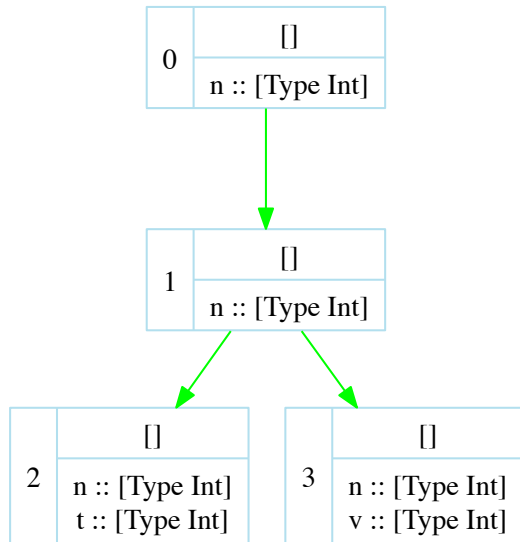 0
[]
n :: [Type Int]
1
[]
n :: [Type Int]
2
[]
n :: [Type Int]
t :: [Type Int]
3
[]
n :: [Type Int]
v :: [Type Int]